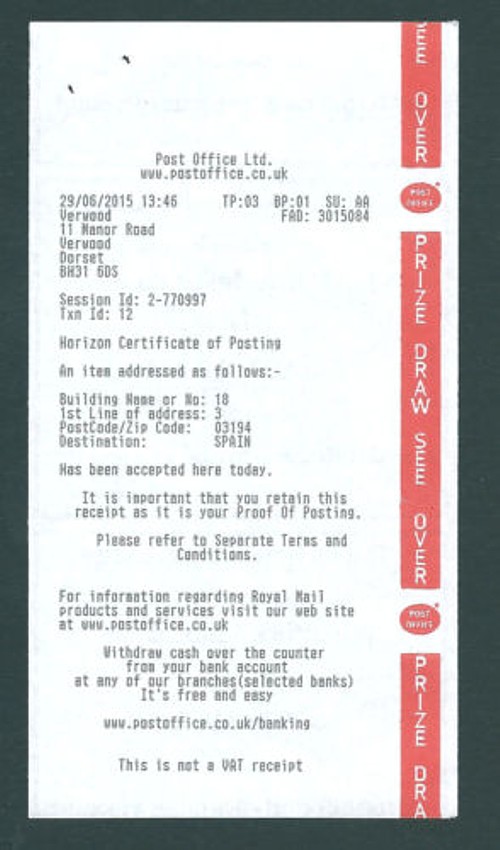 Post Office Ltd.
www.postoffice.co.uk
29/06/2015 13:46 TP:03 BP:01 SU: AA
Verwood FAD: 3015084
11 Manor Road
Verwood
Dorset
BH31 6DS
Session Id: 2-770997
Txn Id: 12
Horizon Certificate of Posting
An item addressed as follows:-
Building Name or No: 18
1st Line of address: 3
PostCode/Zip Code: 03194
Destination: SPAIN
Has been accepted here today.
It is important that you retain this
receipt as it is your Proof Of Posting.
Please refer to Separate Terms and
Conditions.
For information regarding Royal Mail
products and services visit our web site
at www.postoffice.co.uk
Withdraw cash over the counter
from your bank account
at any of our branches(selected banks)
It's free and easy
www.postoffice.co.uk/banking
This is not a VAT receipt
SEE OVER
POST OFFICE
PRIZE DRAW SEE OVER
POST OFFICE
PRIZE DRA